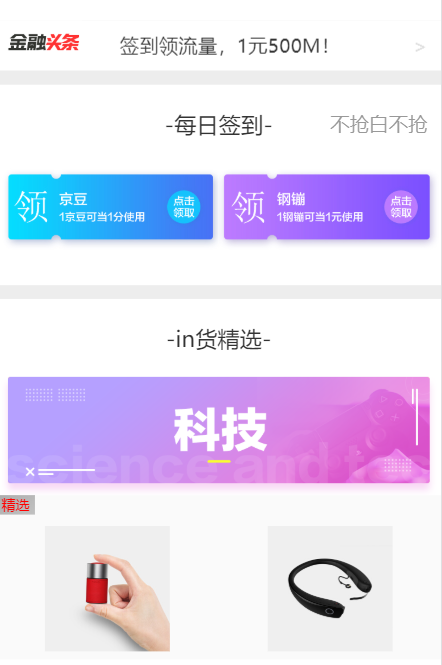 金融头条
签到领流量，1元500M！
>
-每日签到-
不抢白不抢
领
京豆
1京豆可当1分使用
点击
领取
领
钢镚
1钢镚可当1元使用
点击
领取
-in货精选-
科技
science and te
精选